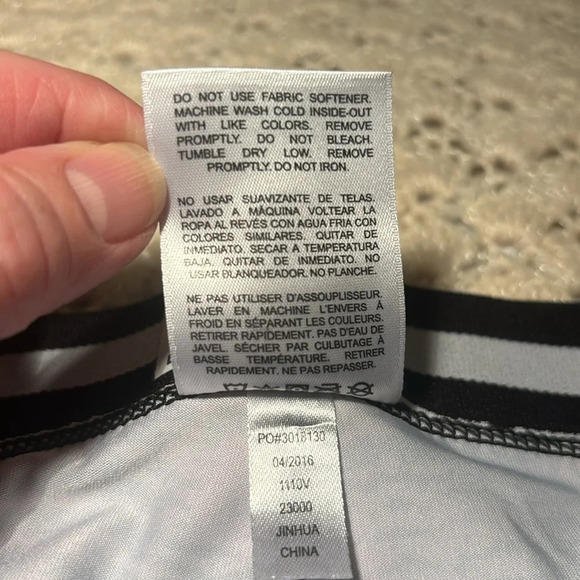 DO NOT USE FABRIC SOFTENER.
MACHINE WASH COLD INSIDE-OUT
WITH LIKE COLORS. REMOVE
PROMPTLY. DO NOT BLEACH.
TUMBLE DRY LOW. REMOVE
PROMPTLY. DO NOT IRON.
NO USAR SUAVIZANTE DE TELAS.
LAVADO A MÁQUINA VOLTEAR LA
ROPA AL REVÉS CON AGUA FRIA CON
COLORES SIMILARES. QUITAR DE
INMEDIATO. SECAR A TEMPERATURA
BAJA. QUITAR DE INMEDIATO. NO
USAR BLANQUEADOR. NO PLANCHE.
NE PAS UTILISER D'ASSOUPLISSEUR.
LAVER EN MACHINE L'ENVERS À
FROID EN SÉPARANT LES COULEURS.
RETIRER RAPIDEMENT. PAS D'EAU DE
JAVEL. SÉCHER PAR CULBUTAGE À
BASSE TEMPÉRATURE. RETIRER
RAPIDEMENT. NE PAS REPASSER.
PO#3018130
04/2016
1110V
23000
JINHUA
CHINA